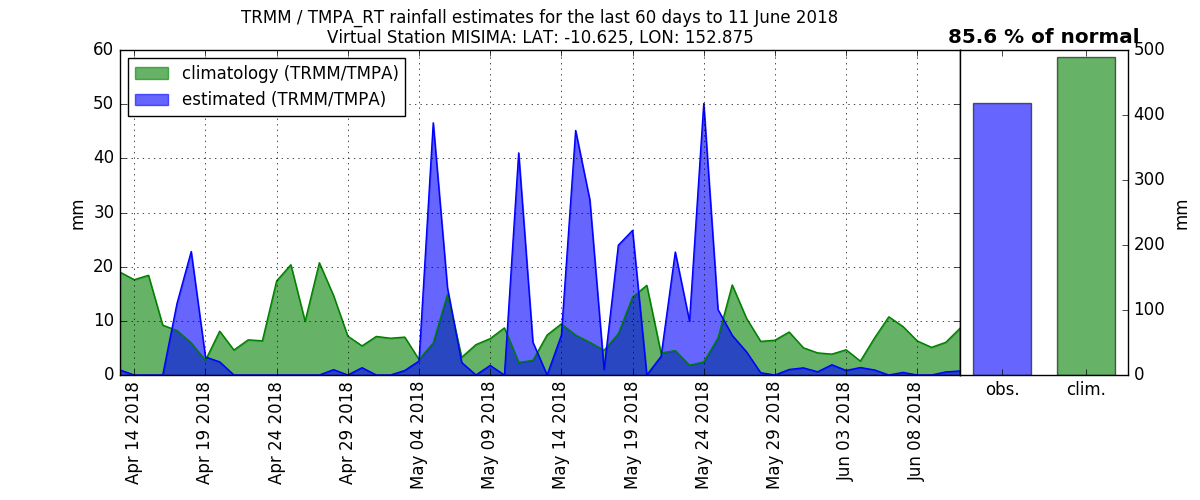 TRMM / TMPA_RT rainfall estimates for the last 60 days to 11 June 2018
Virtual Station MISIMA: LAT: -10.625, LON: 152.875
85.6 % of normal
climatology (TRMM/TMPA)
estimated (TRMM/TMPA)
60
50
40
30
20
10
0
mm
500
400
300
200
100
0
mm
Apr 14 2018
Apr 19 2018
Apr 24 2018
Apr 29 2018
May 04 2018
May 09 2018
May 14 2018
May 19 2018
May 24 2018
May 29 2018
Jun 03 2018
Jun 08 2018
obs.
clim.